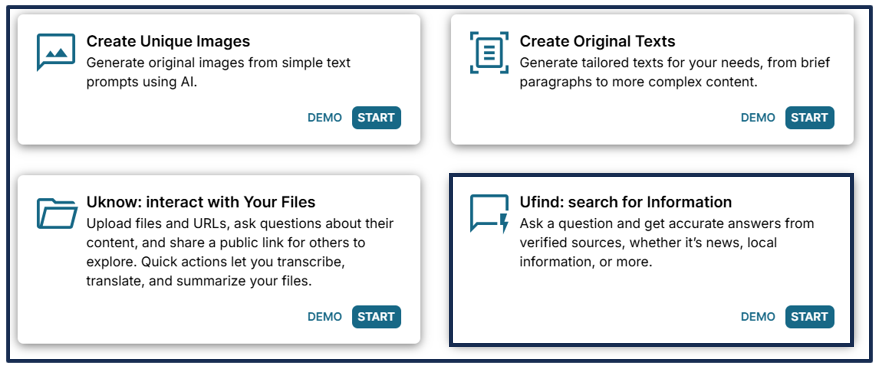 Create Unique Images
Generate original images from simple text
prompts using AI.
DEMO START
Create Original Texts
Generate tailored texts for your needs, from brief
paragraphs to more complex content.
DEMO START
Uknow: interact with Your Files
Upload files and URLs, ask questions about their
content, and share a public link for others to
explore. Quick actions let you transcribe,
translate, and summarize your files.
DEMO START
Ufind: search for Information
Ask a question and get accurate answers from
verified sources, whether it’s news, local
information, or more.
DEMO START